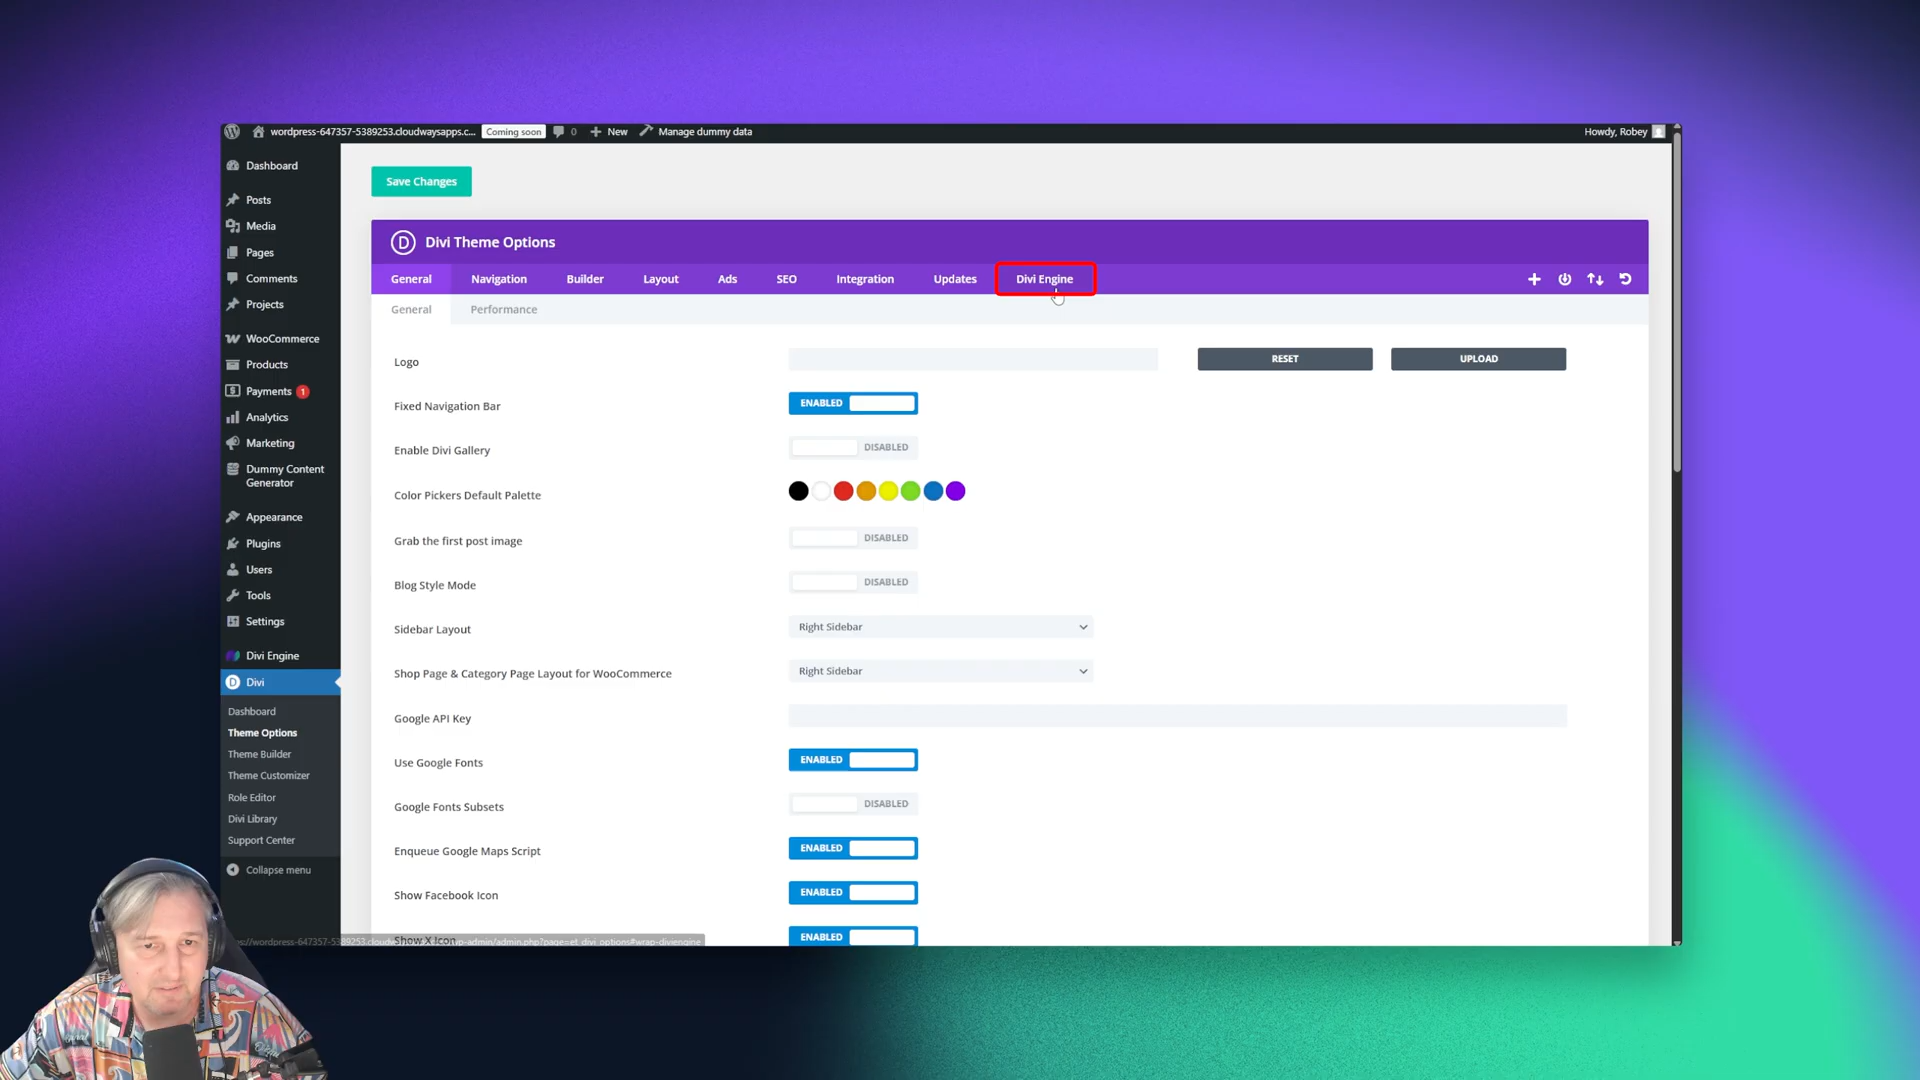 wordpress-647357-5389253.cloudwaysapps.c... Coming soon 0 New Manage dummy data Howdy, Robey
Dashboard
Posts
Media
Pages
Comments
Projects
WooCommerce
Products
Payments 1
Analytics
Marketing
Dummy Content
Generator
Appearance
Plugins
Users
Tools
Settings
Divi Engine
D Divi
Dashboard
Theme Options
Theme Builder
Theme Customizer
Role Editor
Divi Library
Support Center
Collapse menu
Save Changes
D Divi Theme Options
General Navigation Builder Layout Ads SEO Integration Updates Divi Engine
General Performance
Logo RESET UPLOAD
Fixed Navigation Bar ENABLED
Enable Divi Gallery DISABLED
Color Pickers Default Palette
Grab the first post image DISABLED
Blog Style Mode DISABLED
Sidebar Layout Right Sidebar
Shop Page & Category Page Layout for WooCommerce Right Sidebar
Google API Key
Use Google Fonts ENABLED
Google Fonts Subsets DISABLED
Enqueue Google Maps Script ENABLED
Show Facebook Icon ENABLED
Show X Icon ENABLED